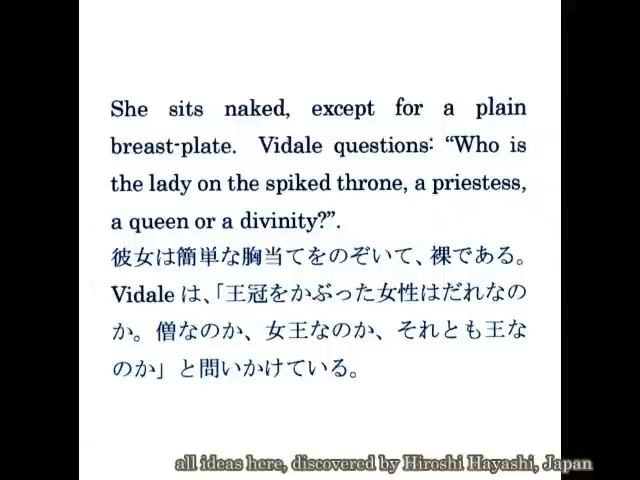 She sits naked, except for a plain
breast-plate. Vidale questions: “Who is
the lady on the spiked throne, a priestess,
a queen or a divinity?”.
彼女は簡単な胸当てをのぞいて、裸である。
Vidale は、「王冠をかぶった女性はだれなの
か。僧なのか、女王なのか、それとも王な
のか」と問いかけている。
all ideas here, discovered by Hiroshi Hayashi, Japan